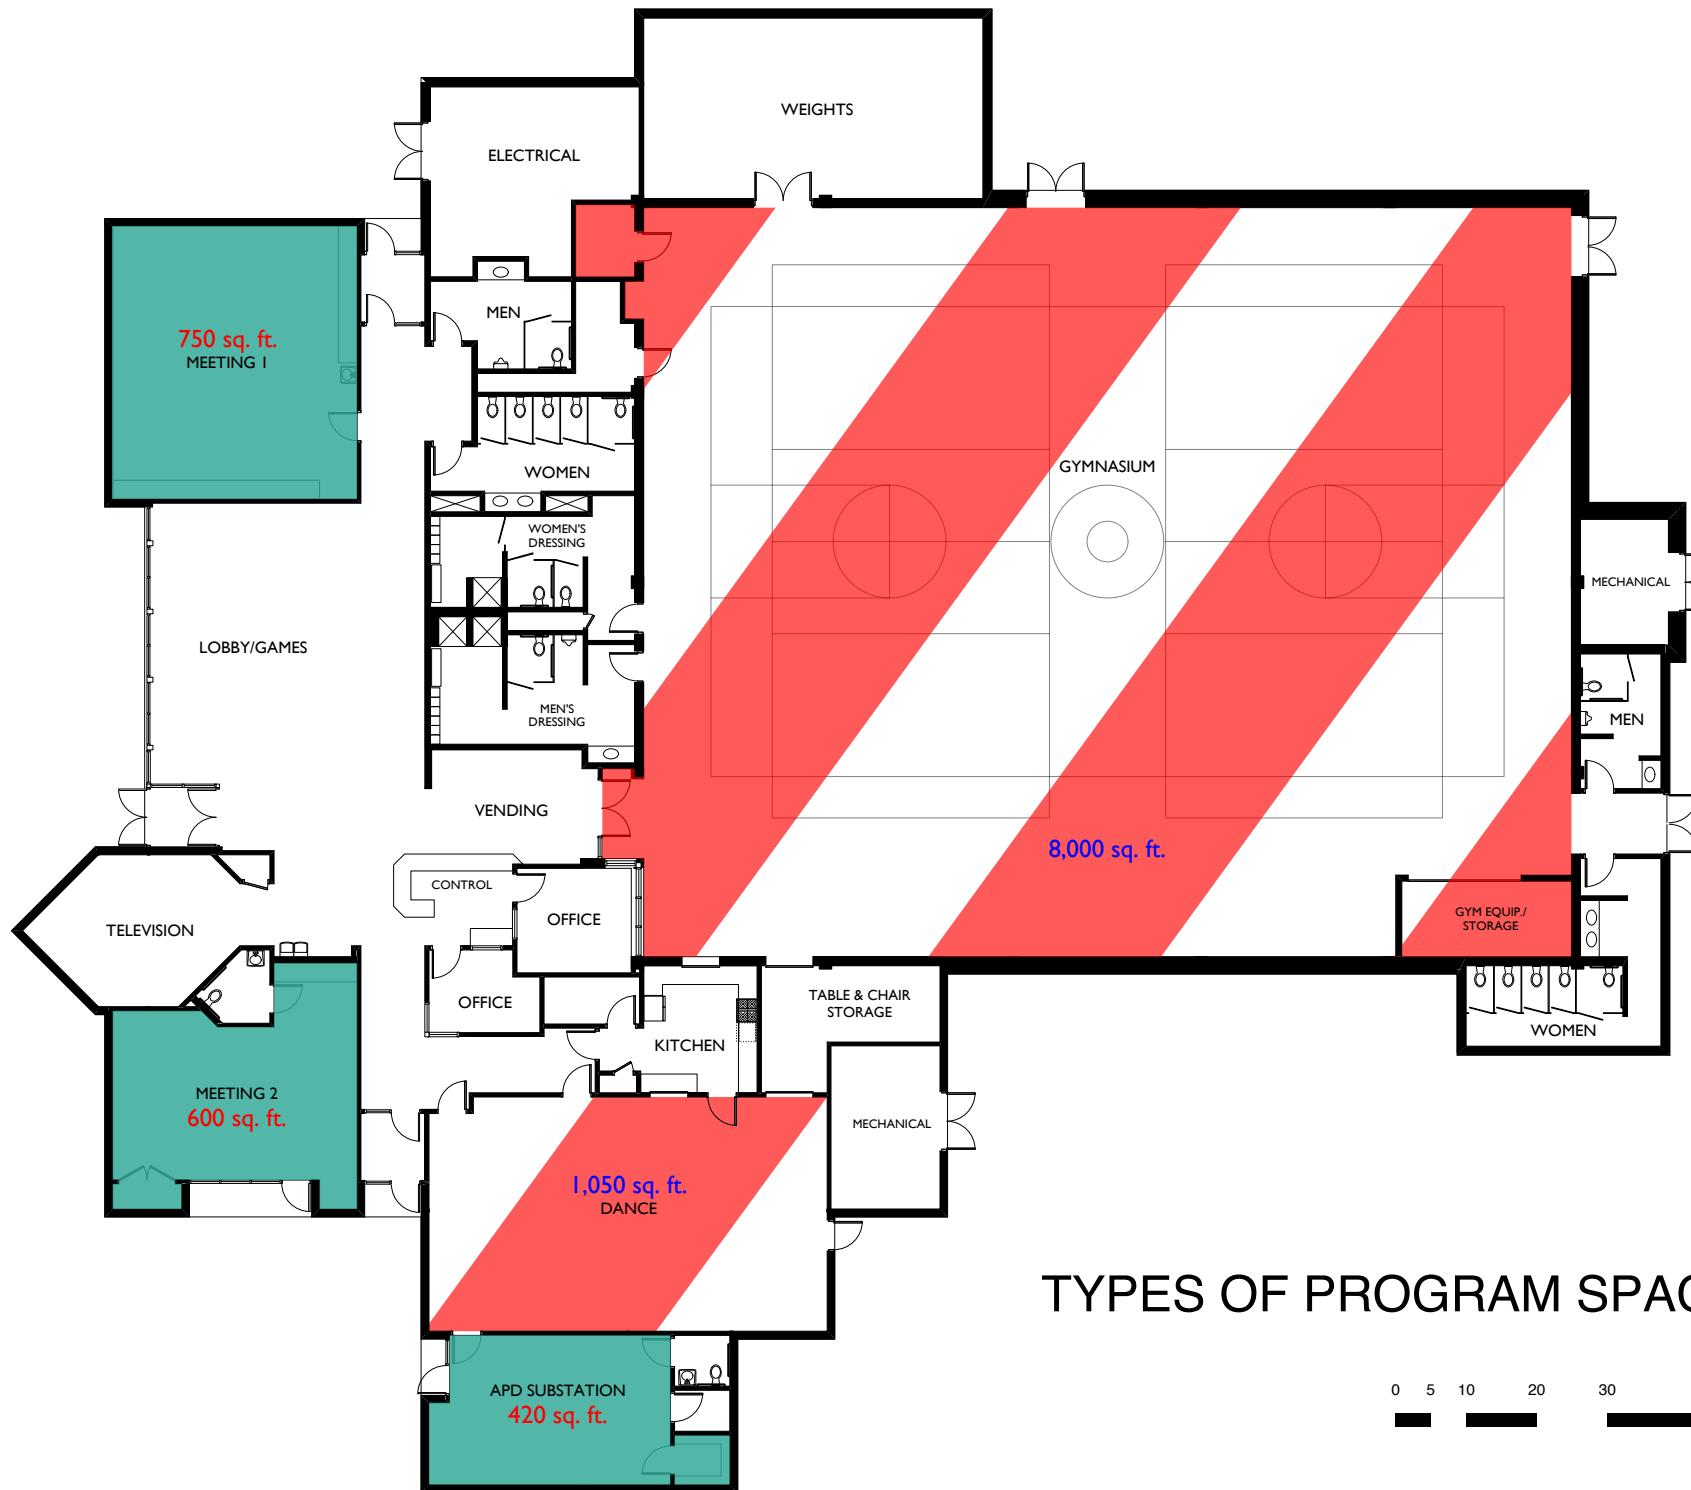 WEIGHTS
ELECTRICAL
MEN
750 sq. ft.
MEETING 1
WOMEN
GYMNASIUM
WOMEN'S
DRESSING
MECHANICAL
LOBBY/GAMES
MEN'S
DRESSING
MEN
VENDING
8,000 sq. ft.
CONTROL
OFFICE
GYM EQUIP./
STORAGE
TELEVISION
OFFICE
TABLE & CHAIR
STORAGE
WOMEN
KITCHEN
MEETING 2
600 sq. ft.
MECHANICAL
1,050 sq. ft.
DANCE
TYPES OF PROGRAM SPAC
APD SUBSTATION
420 sq. ft.
0 5 10 20 30